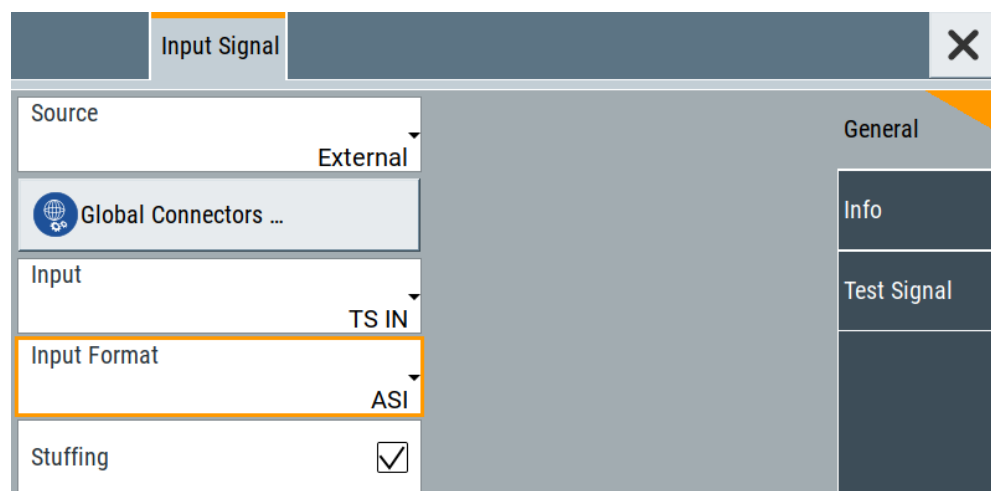 Input Signal
Source
External
General
Global Connectors ...
Info
Input
TS IN
Test Signal
Input Format
ASI
Stuffing